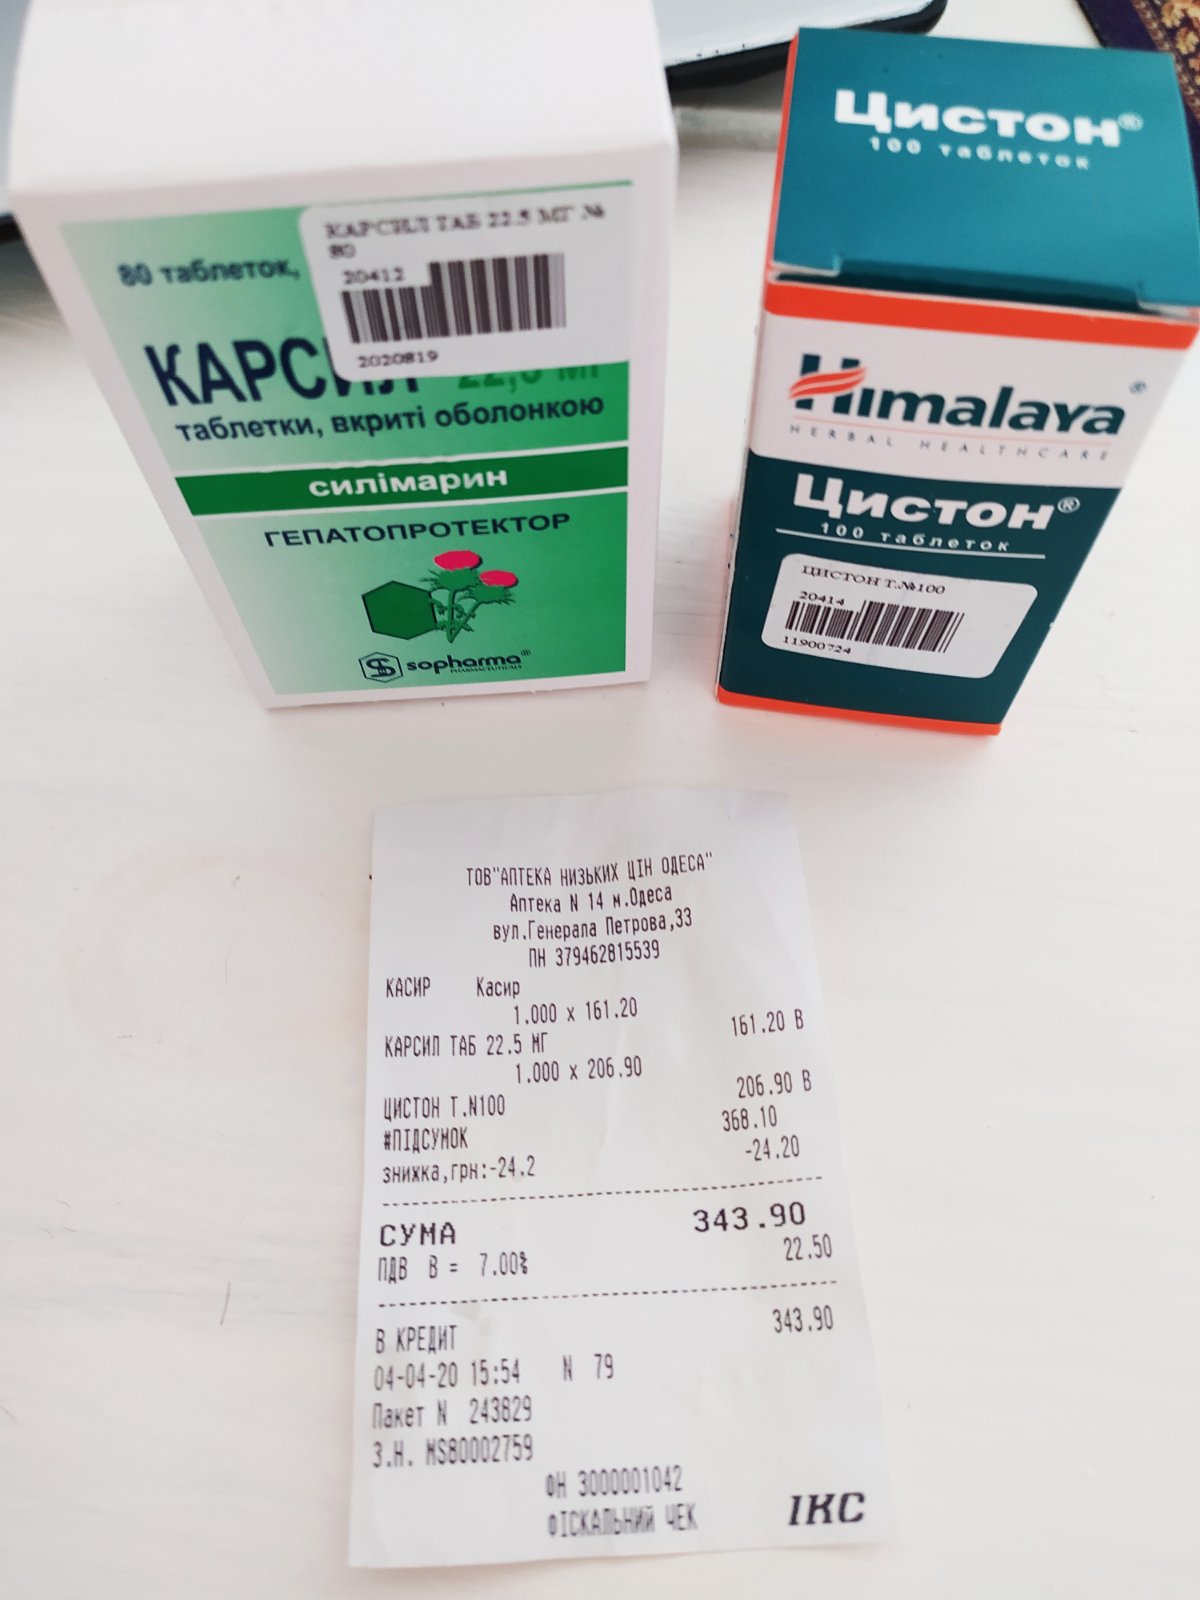 КАРСИЛ ТАБ 22.5 МГ №
80
20412
2020819
80 таблеток,
КАРСИЛ
таблетки, вкриті оболонкою
силімарин
ГЕПАТОПРОТЕКТОР
sopharma®
PHARMACEUTICALS
Цистон®
100 таблеток
Himalaya®
HERBAL HEALTHCARE
Цистон®
100 таблеток
ЦИСТОН Т.№100
20414
11900724
ТОВ"АПТЕКА НИЗЬКИХ ЦІН ОДЕСА"
Аптека N 14 м.Одеса
вул.Генерала Петрова,33
ПН 379462815539
КАСИР Касир
1.000 x 161.20
КАРСИЛ ТАБ 22.5 МГ 161.20 В
1.000 x 206.90
ЦИСТОН Т.N100 206.90 В
#ПІДСУМОК 368.10
знижка,грн:-24.2 -24.20
СУМА 343.90
ПДВ В = 7.00% 22.50
В КРЕДИТ 343.90
04-04-20 15:54 N 79
Пакет N 243829
З.Н. MS80002759
ФН 3000001042
ФІСКАЛЬНИЙ ЧЕК ІКС